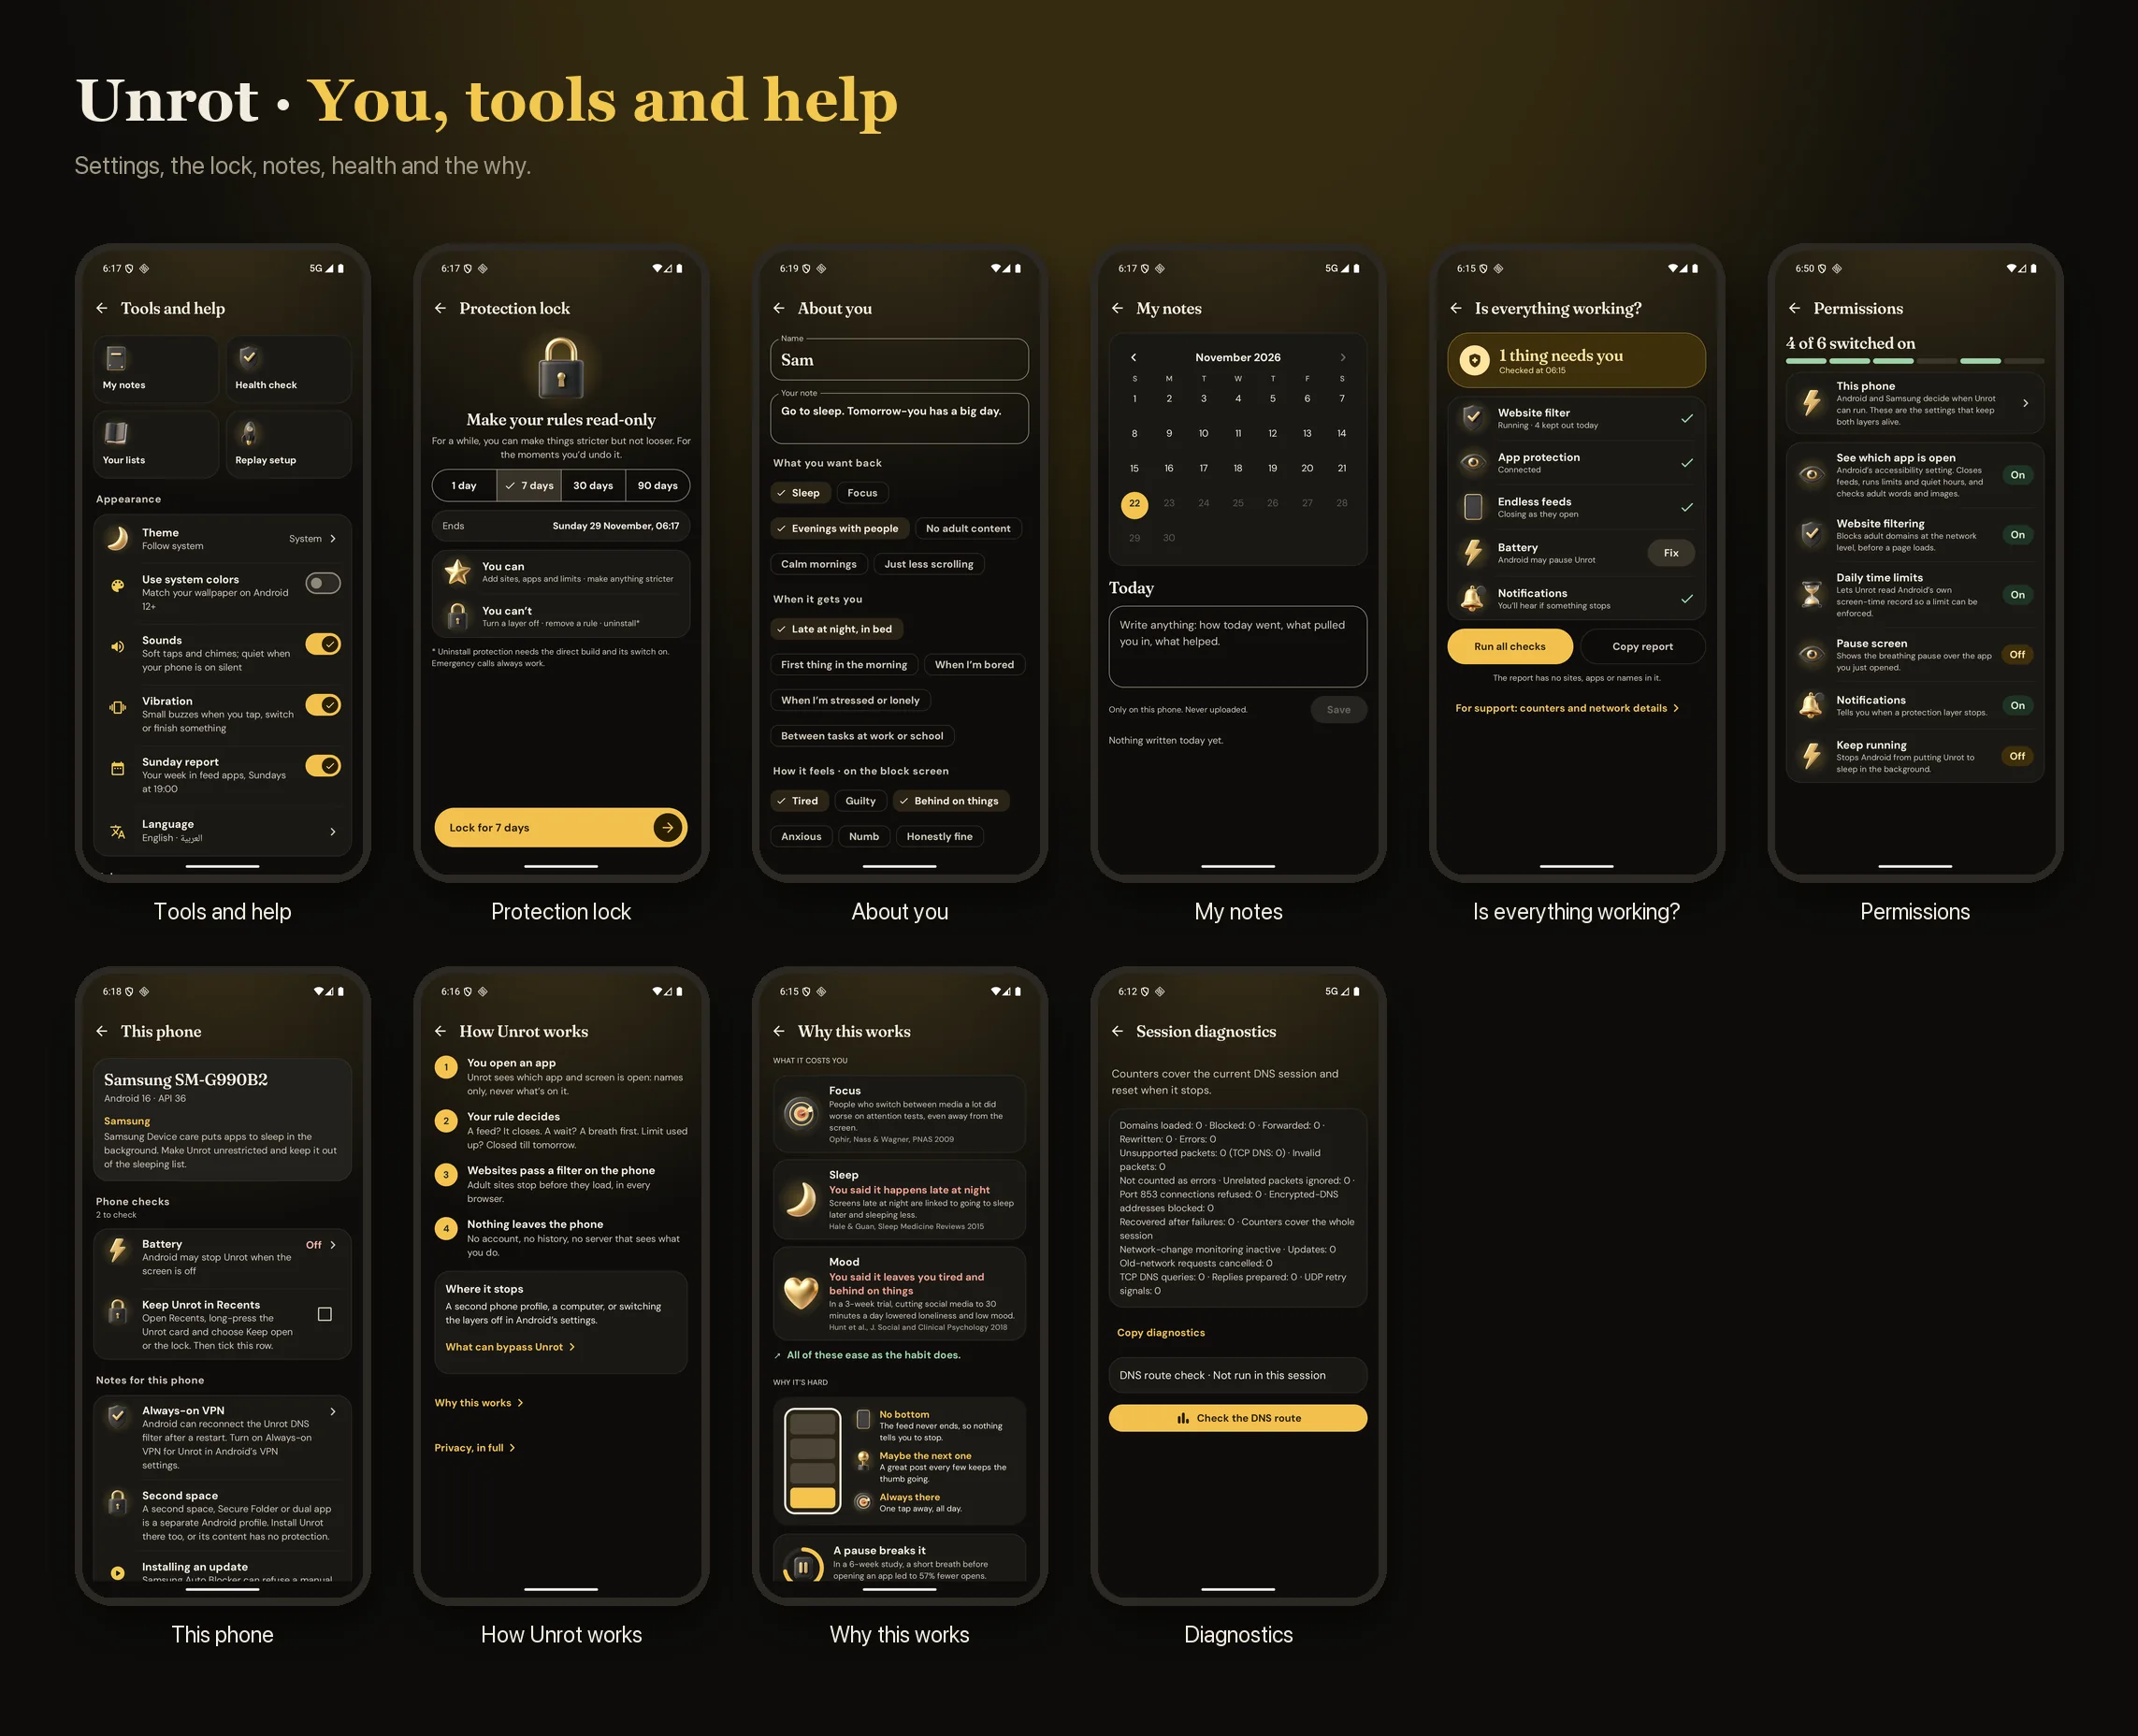 Unrot · You, tools and help
Settings, the lock, notes, health and the why.
6:17
5G
Tools and help
My notes
Health check
Your lists
Replay setup
Appearance
Theme
Follow system
System
Use system colors
Match your wallpaper on Android
12+
Sounds
Soft taps and chimes; quiet when
your phone is on silent
Vibration
Small buzzes when you tap, switch
or finish something
Sunday report
Your week in feed apps, Sundays
at 19:00
Language
English · العربية
Tools and help
6:17
Protection lock
Make your rules read-only
For a while, you can make things stricter but not looser. For
the moments you'd undo it.
1 day
7 days
30 days
90 days
Ends
Sunday 29 November, 06:17
You can
Add sites, apps and limits · make anything stricter
You can't
Turn a layer off · remove a rule · uninstall*
* Uninstall protection needs the direct build and its switch on.
Emergency calls always work.
Lock for 7 days
Protection lock
6:19
About you
Name
Sam
Your note
Go to sleep. Tomorrow-you has a big day.
What you want back
Sleep
Focus
Evenings with people
No adult content
Calm mornings
Just less scrolling
When it gets you
Late at night, in bed
First thing in the morning
When I'm bored
When I'm stressed or lonely
Between tasks at work or school
How it feels · on the block screen
Tired
Guilty
Behind on things
Anxious
Numb
Honestly fine
About you
6:17
5G
My notes
November 2026
S M T W T F S
1 2 3 4 5 6 7
8 9 10 11 12 13 14
15 16 17 18 19 20 21
22 23 24 25 26 27 28
29 30
Today
Write anything: how today went, what pulled
you in, what helped.
Only on this phone. Never uploaded.
Save
Nothing written today yet.
My notes
6:15
Is everything working?
1 thing needs you
Checked at 06:15
Website filter
Running · 4 kept out today
App protection
Connected
Endless feeds
Closing as they open
Battery
Android may pause Unrot
Fix
Notifications
You'll hear if something stops
Run all checks
Copy report
The report has no sites, apps or names in it.
For support: counters and network details
Is everything working?
6:50
Permissions
4 of 6 switched on
This phone
Android and Samsung decide when Unrot
can run. These are the settings that keep
both layers alive.
See which app is open
Android's accessibility setting. Closes
feeds, runs limits and quiet hours, and
checks adult words and images.
On
Website filtering
Blocks adult domains at the network
level, before a page loads.
On
Daily time limits
Lets Unrot read Android's own
screen-time record so a limit can be
enforced.
On
Pause screen
Shows the breathing pause over the app
you just opened.
Off
Notifications
Tells you when a protection layer stops.
On
Keep running
Stops Android from putting Unrot to
sleep in the background.
Off
Permissions
6:18
This phone
Samsung SM-G990B2
Android 16 · API 36
Samsung
Samsung Device care puts apps to sleep in the
background. Make Unrot unrestricted and keep it out
of the sleeping list.
Phone checks
2 to check
Battery
Android may stop Unrot when the
screen is off
Off
Keep Unrot in Recents
Open Recents, long-press the
Unrot card and choose Keep open
or the lock. Then tick this row.
Notes for this phone
Always-on VPN
Android can reconnect the Unrot DNS
filter after a restart. Turn on Always-on
VPN for Unrot in Android's VPN
settings.
Second space
A second space, Secure Folder or dual app
is a separate Android profile. Install Unrot
there too, or its content has no protection.
Installing an update
Samsung Auto Blocker can refuse a manual
This phone
6:16
How Unrot works
1
You open an app
Unrot sees which app and screen is open: names
only, never what's on it.
2
Your rule decides
A feed? It closes. A wait? A breath first. Limit used
up? Closed till tomorrow.
3
Websites pass a filter on the phone
Adult sites stop before they load, in every
browser.
4
Nothing leaves the phone
No account, no history, no server that sees what
you do.
Where it stops
A second phone profile, a computer, or switching
the layers off in Android's settings.
What can bypass Unrot
Why this works
Privacy, in full
How Unrot works
6:15
Why this works
WHAT IT COSTS YOU
Focus
People who switch between media a lot did
worse on attention tests, even away from the
screen.
Ophir, Nass & Wagner, PNAS 2009
Sleep
You said it happens late at night
Screens late at night are linked to going to sleep
later and sleeping less.
Hale & Guan, Sleep Medicine Reviews 2015
Mood
You said it leaves you tired and
behind on things
In a 3-week trial, cutting social media to 30
minutes a day lowered loneliness and low mood.
Hunt et al., J. Social and Clinical Psychology 2018
All of these ease as the habit does.
WHY IT'S HARD
No bottom
The feed never ends, so nothing
tells you to stop.
Maybe the next one
A great post every few keeps the
thumb going.
Always there
One tap away, all day.
A pause breaks it
In a 6-week study, a short breath before
opening an app led to 57% fewer opens.
Why this works
6:12
5G
Session diagnostics
Counters cover the current DNS session and
reset when it stops.
Domains loaded: 0 · Blocked: 0 · Forwarded: 0 ·
Rewritten: 0 · Errors: 0
Unsupported packets: 0 (TCP DNS: 0) · Invalid
packets: 0
Not counted as errors · Unrelated packets ignored: 0 ·
Port 853 connections refused: 0 · Encrypted-DNS
addresses blocked: 0
Recovered after failures: 0 · Counters cover the whole
session
Network-change monitoring inactive · Updates: 0
Old-network requests cancelled: 0
TCP DNS queries: 0 · Replies prepared: 0 · UDP retry
signals: 0
Copy diagnostics
DNS route check · Not run in this session
Check the DNS route
Diagnostics